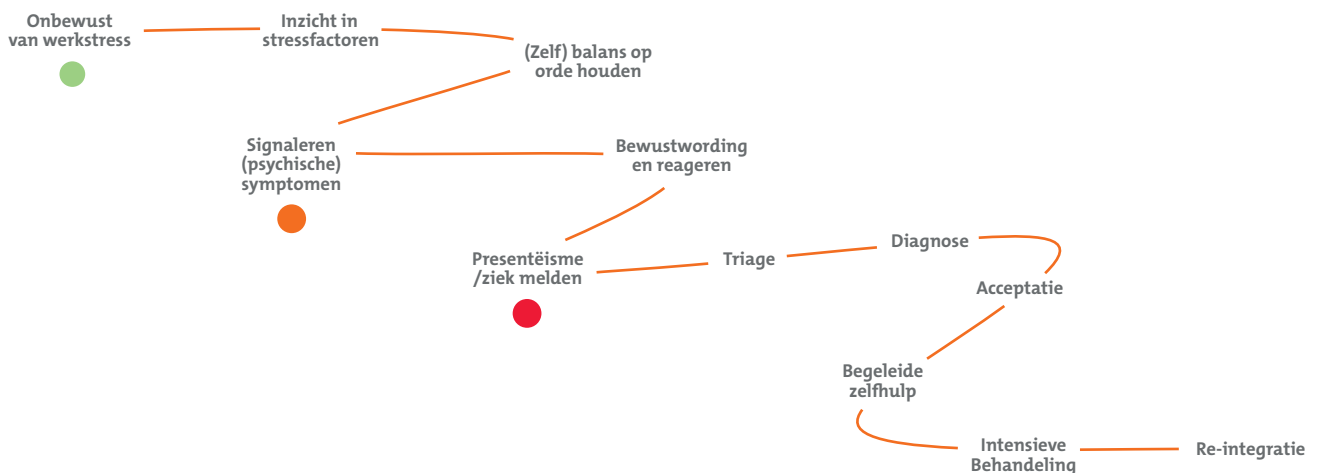 Onbewust
van werkstress
Inzicht in
stressfactoren
(Zelf) balans op
orde houden
Signaleren
(psychische)
symptomen
Bewustwording
en reageren
Presentëisme
/ziek melden
Triage
Diagnose
Acceptatie
Begeleide
zelfhulp
Intensieve
Behandeling
Re-integratie